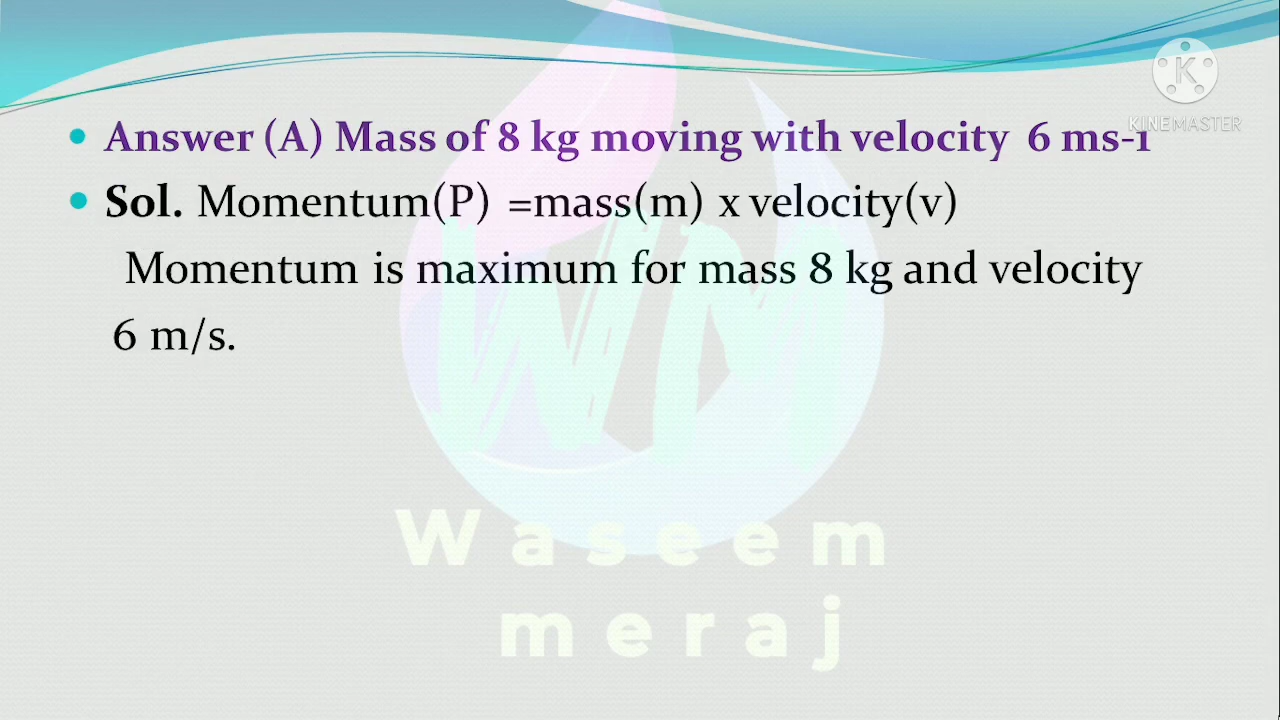 KINEMASTER
• Answer (A) Mass of 8 kg moving with velocity 6 ms-1
• Sol. Momentum(P) =mass(m) x velocity(v)
Momentum is maximum for mass 8 kg and velocity
6 m/s.
WM
Waseem
meraj